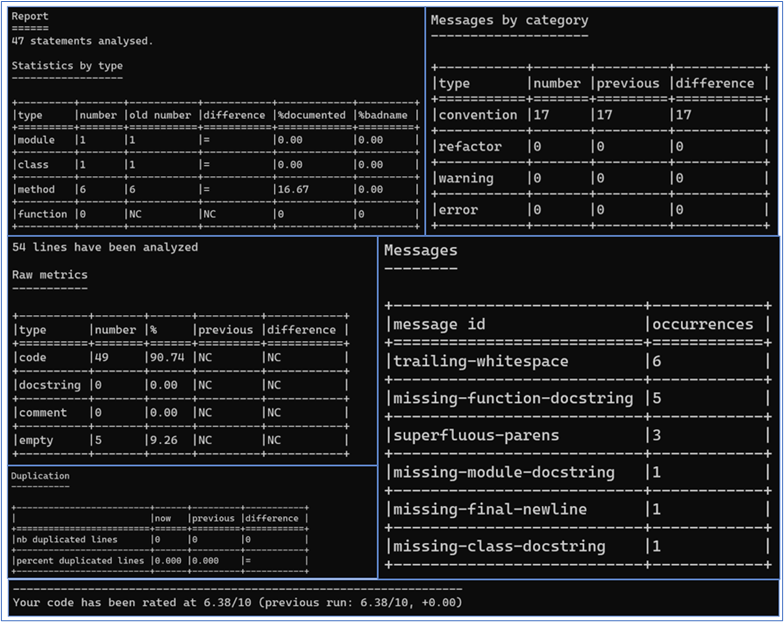 Report
======
47 statements analysed.
Statistics by type
------------------
+---------+-------+-----------+-----------+------------+---------+
|type |number |old number |difference |%documented |%badname |
+=========+=======+===========+===========+============+=========+
|module |1 |1 |= |0.00 |0.00 |
+---------+-------+-----------+-----------+------------+---------+
|class |1 |1 |= |0.00 |0.00 |
+---------+-------+-----------+-----------+------------+---------+
|method |6 |6 |= |16.67 |0.00 |
+---------+-------+-----------+-----------+------------+---------+
|function |0 |NC |NC |0 |0 |
+---------+-------+-----------+-----------+------------+---------+
Messages by category
--------------------
+-----------+-------+---------+-----------+
|type |number |previous |difference |
+===========+=======+=========+===========+
|convention |17 |17 |17 |
+-----------+-------+---------+-----------+
|refactor |0 |0 |0 |
+-----------+-------+---------+-----------+
|warning |0 |0 |0 |
+-----------+-------+---------+-----------+
|error |0 |0 |0 |
+-----------+-------+---------+-----------+
54 lines have been analyzed
Raw metrics
-----------
+----------+-------+------+---------+-----------+
|type |number |% |previous |difference |
+==========+=======+======+=========+===========+
|code |49 |90.74 |NC |NC |
+----------+-------+------+---------+-----------+
|docstring |0 |0.00 |NC |NC |
+----------+-------+------+---------+-----------+
|comment |0 |0.00 |NC |NC |
+----------+-------+------+---------+-----------+
|empty |5 |9.26 |NC |NC |
+----------+-------+------+---------+-----------+
Duplication
-----------
+-------------------------+------+---------+-----------+
| |now |previous |difference |
+=========================+======+=========+===========+
|nb duplicated lines |0 |0 |0 |
+-------------------------+------+---------+-----------+
|percent duplicated lines |0.000 |0.000 |= |
+-------------------------+------+---------+-----------+
Messages
--------
+---------------------------+------------+
|message id |occurrences |
+===========================+============+
|trailing-whitespace |6 |
+---------------------------+------------+
|missing-function-docstring |5 |
+---------------------------+------------+
|superfluous-parens |3 |
+---------------------------+------------+
|missing-module-docstring |1 |
+---------------------------+------------+
|missing-final-newline |1 |
+---------------------------+------------+
|missing-class-docstring |1 |
+---------------------------+------------+
------------------------------------------------------------------
Your code has been rated at 6.38/10 (previous run: 6.38/10, +0.00)